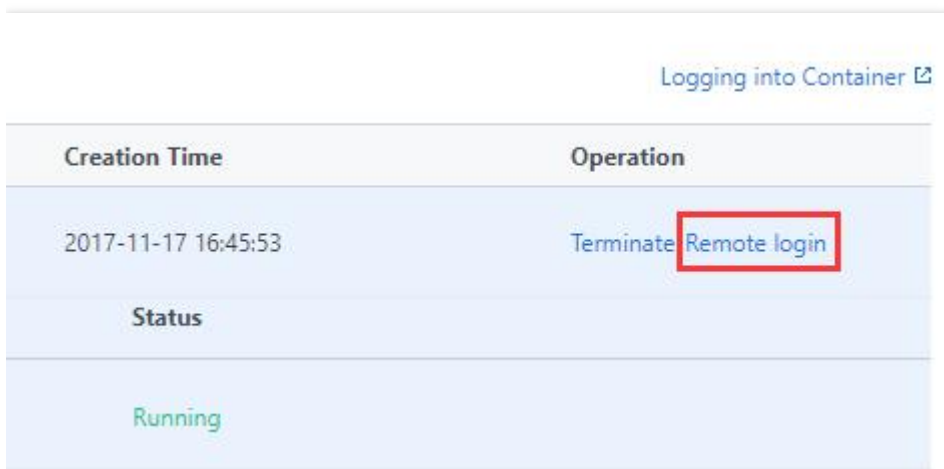 Logging into Container
Creation Time Operation
2017-11-17 16:45:53 Terminate Remote login
Status
Running